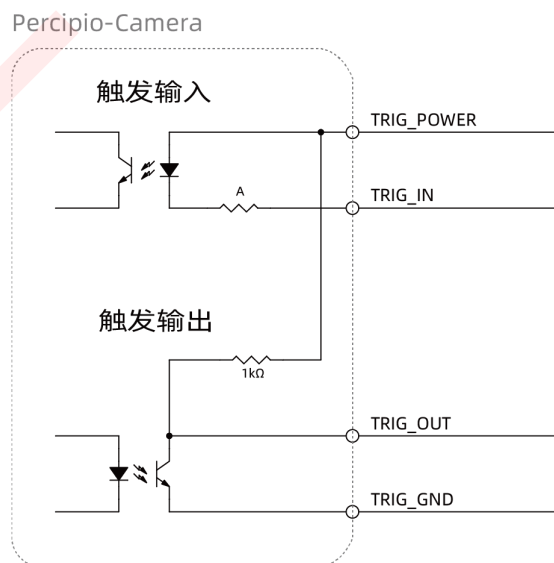 Percipio-Camera
触发输入
TRIG_POWER
A
TRIG_IN
触发输出
1kΩ
TRIG_OUT
TRIG_GND